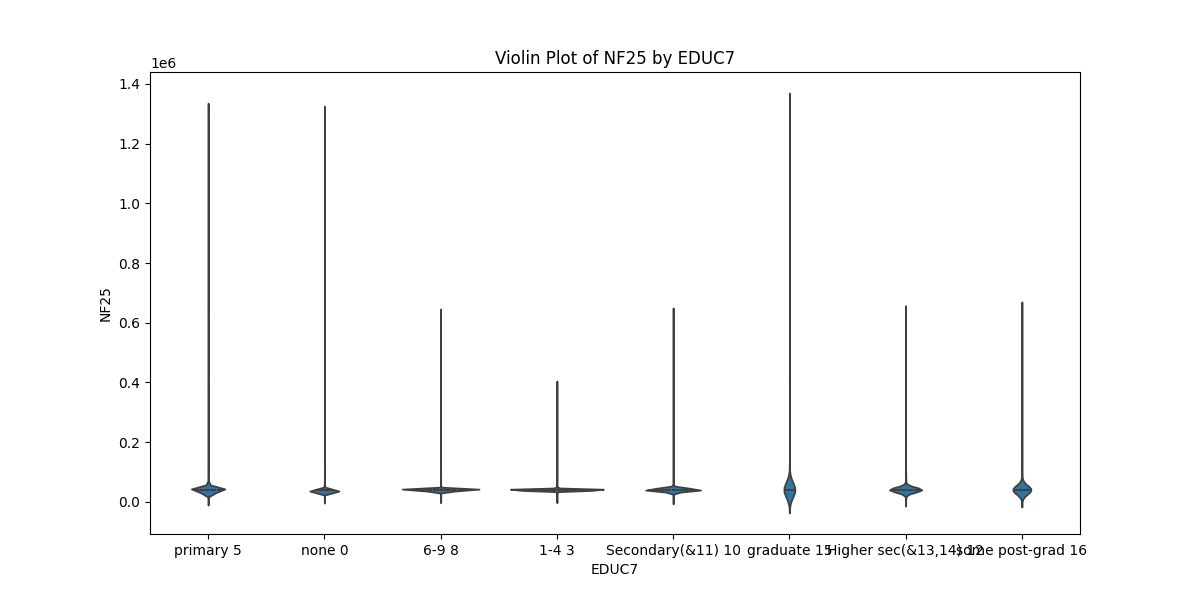 Violin Plot of NF25 by EDUC7
1e6
1.4
1.2
1.0
0.8
0.6
0.4
0.2
0.0
NF25
primary 5
none 0
6-9 8
1-4 3
Secondary(&11) 10
graduate 15
Higher sec(&13,14) 12
some post-grad 16
EDUC7